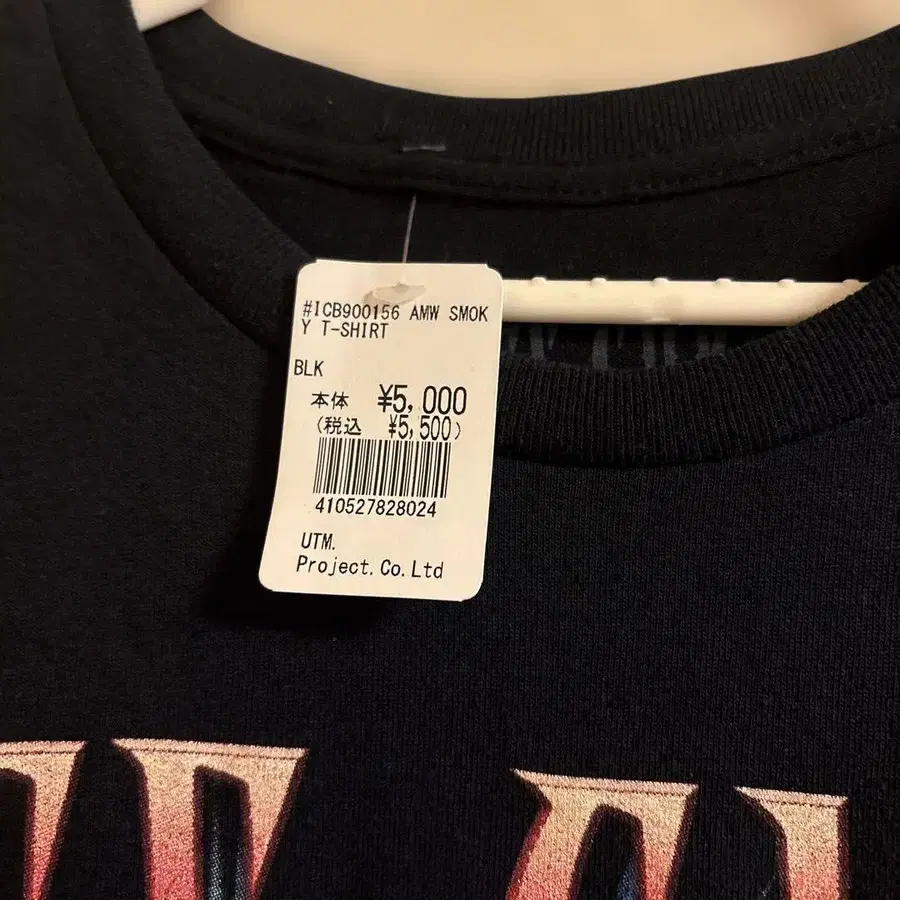 #ICB900156 AMW SMOK
Y T-SHIRT
BLK
本体 ¥5,000
(税込 ¥5,500)
410527828024
UTM.
Project.Co.Ltd